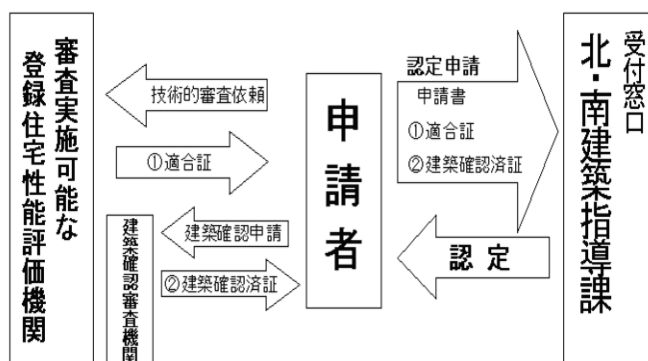 審査実施可能な
登録住宅性能評価機関
技術的審査依頼
①適合証
建築確認審査機関
建築確認申請
②建築確認済証
申請者
認定申請
申請書
①適合証
②建築確認済証
認定
受付窓口
北・南建築指導課